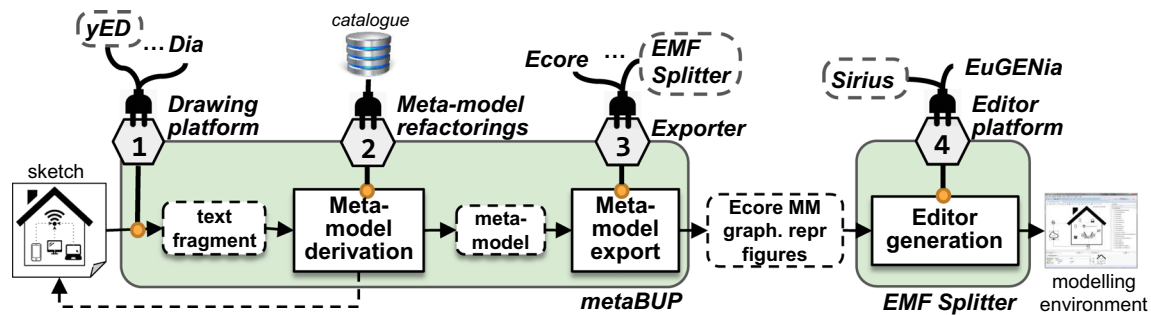 yED
... Dia
Drawing
platform
1
catalogue
Meta-model
refactorings
2
Ecore ... EMF
Splitter
Exporter
3
Sirius
EuGENia
Editor
platform
4
sketch
text
fragment
Meta-
model
derivation
meta-
model
Meta-
model
export
metaBUP
Ecore MM
graph. repr
figures
Editor
generation
EMF Splitter
modelling
environment